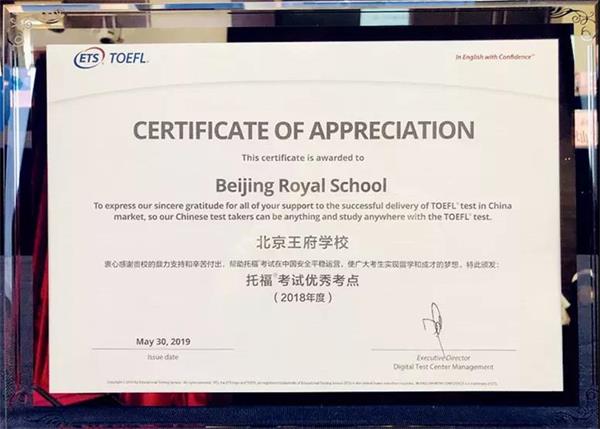 ETS TOEFL®
In English with Confidence™
CERTIFICATE OF APPRECIATION
This certificate is awarded to
Beijing Royal School
To express our sincere gratitude for all of your support to the successful delivery of TOEFL® test in China
market, so our Chinese test takers can be anything and study anywhere with the TOEFL® test.
北京王府学校
衷心感谢贵校的鼎力支持和辛苦付出，帮助托福®考试在中国安全平稳运营，使广大考生实现留学和成才的梦想，特此颁发：
托福®考试优秀考点
（2018年度）
May 30, 2019
Issue date
Executive Director
Digital Test Center Management